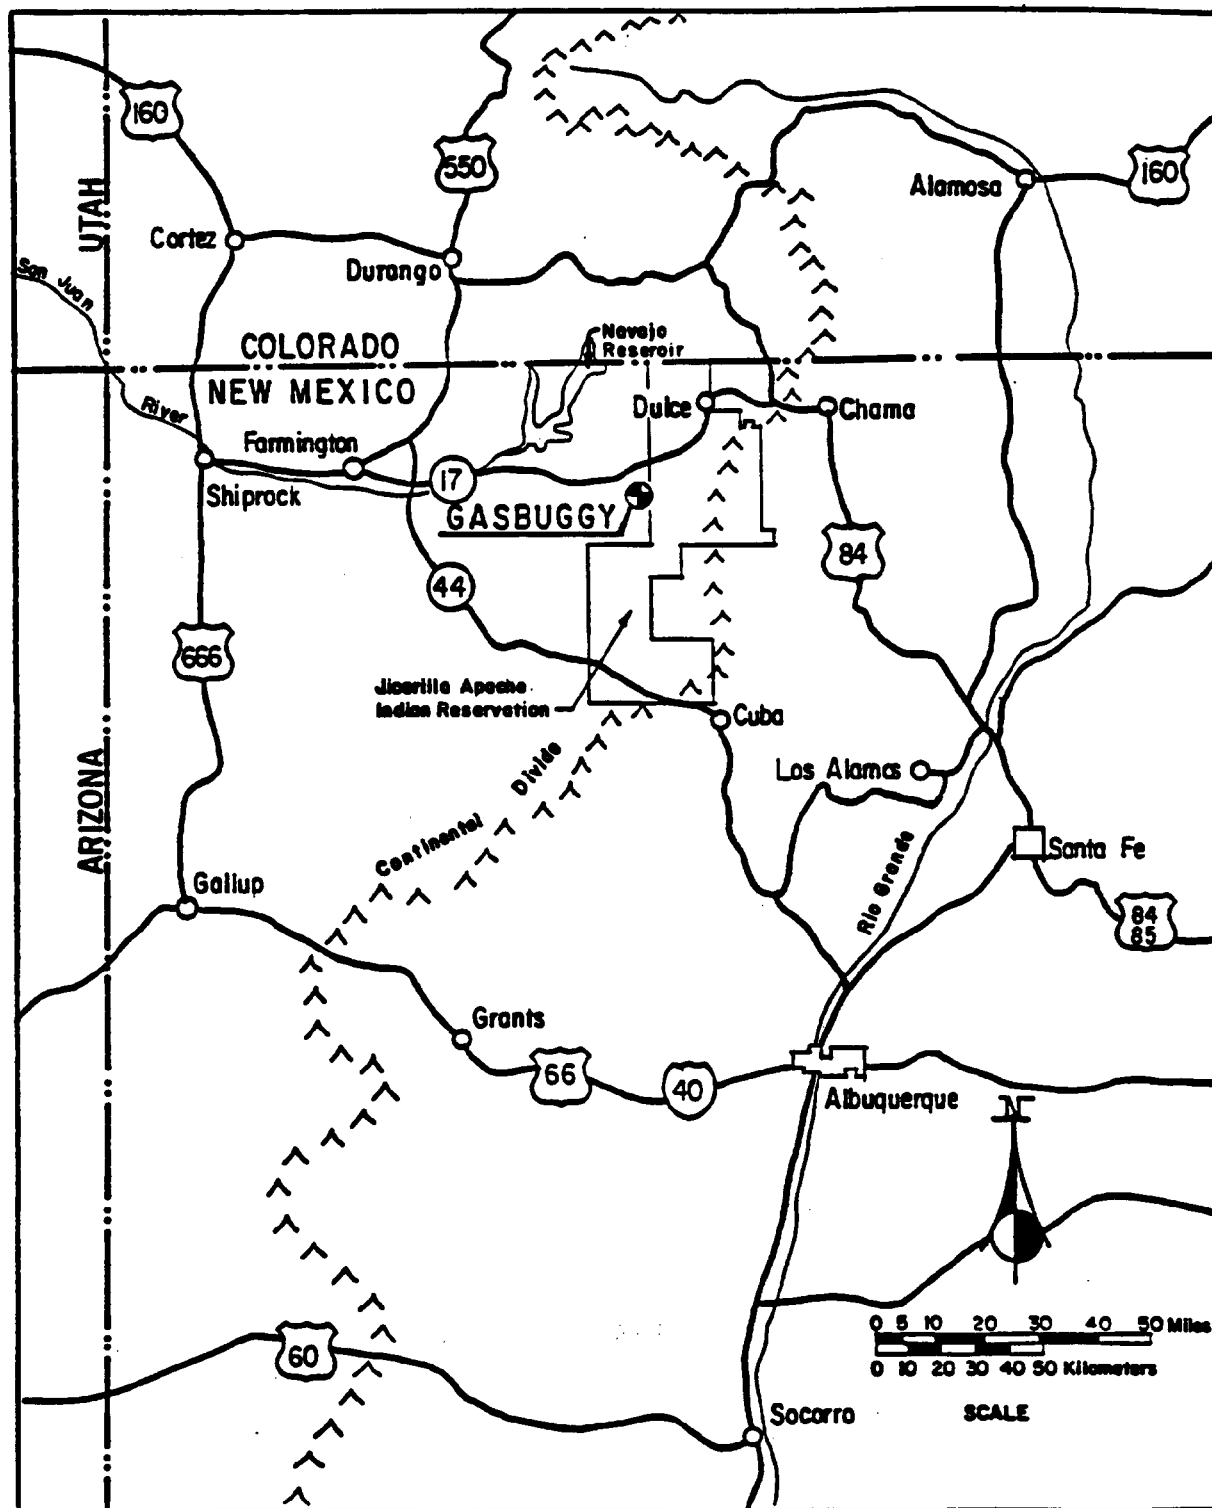 160
550
160
Alamosa
UTAH
Cortez
Durango
San Juan
Navajo
Reseroir
COLORADO
NEW MEXICO
River
Dulce
Chama
Farmington
17
Shiprock
GASBUGGY
84
44
666
Jicarilla Apache
Indian Reservation
Cuba
Continental Divide
ARIZONA
Los Alamos
Rio Grande
Santa Fe
Gallup
84
85
Grants
66
40
Albuquerque
N
0 5 10 20 30 40 50 Miles
0 10 20 30 40 50 Kilometers
60
Socorro
SCALE